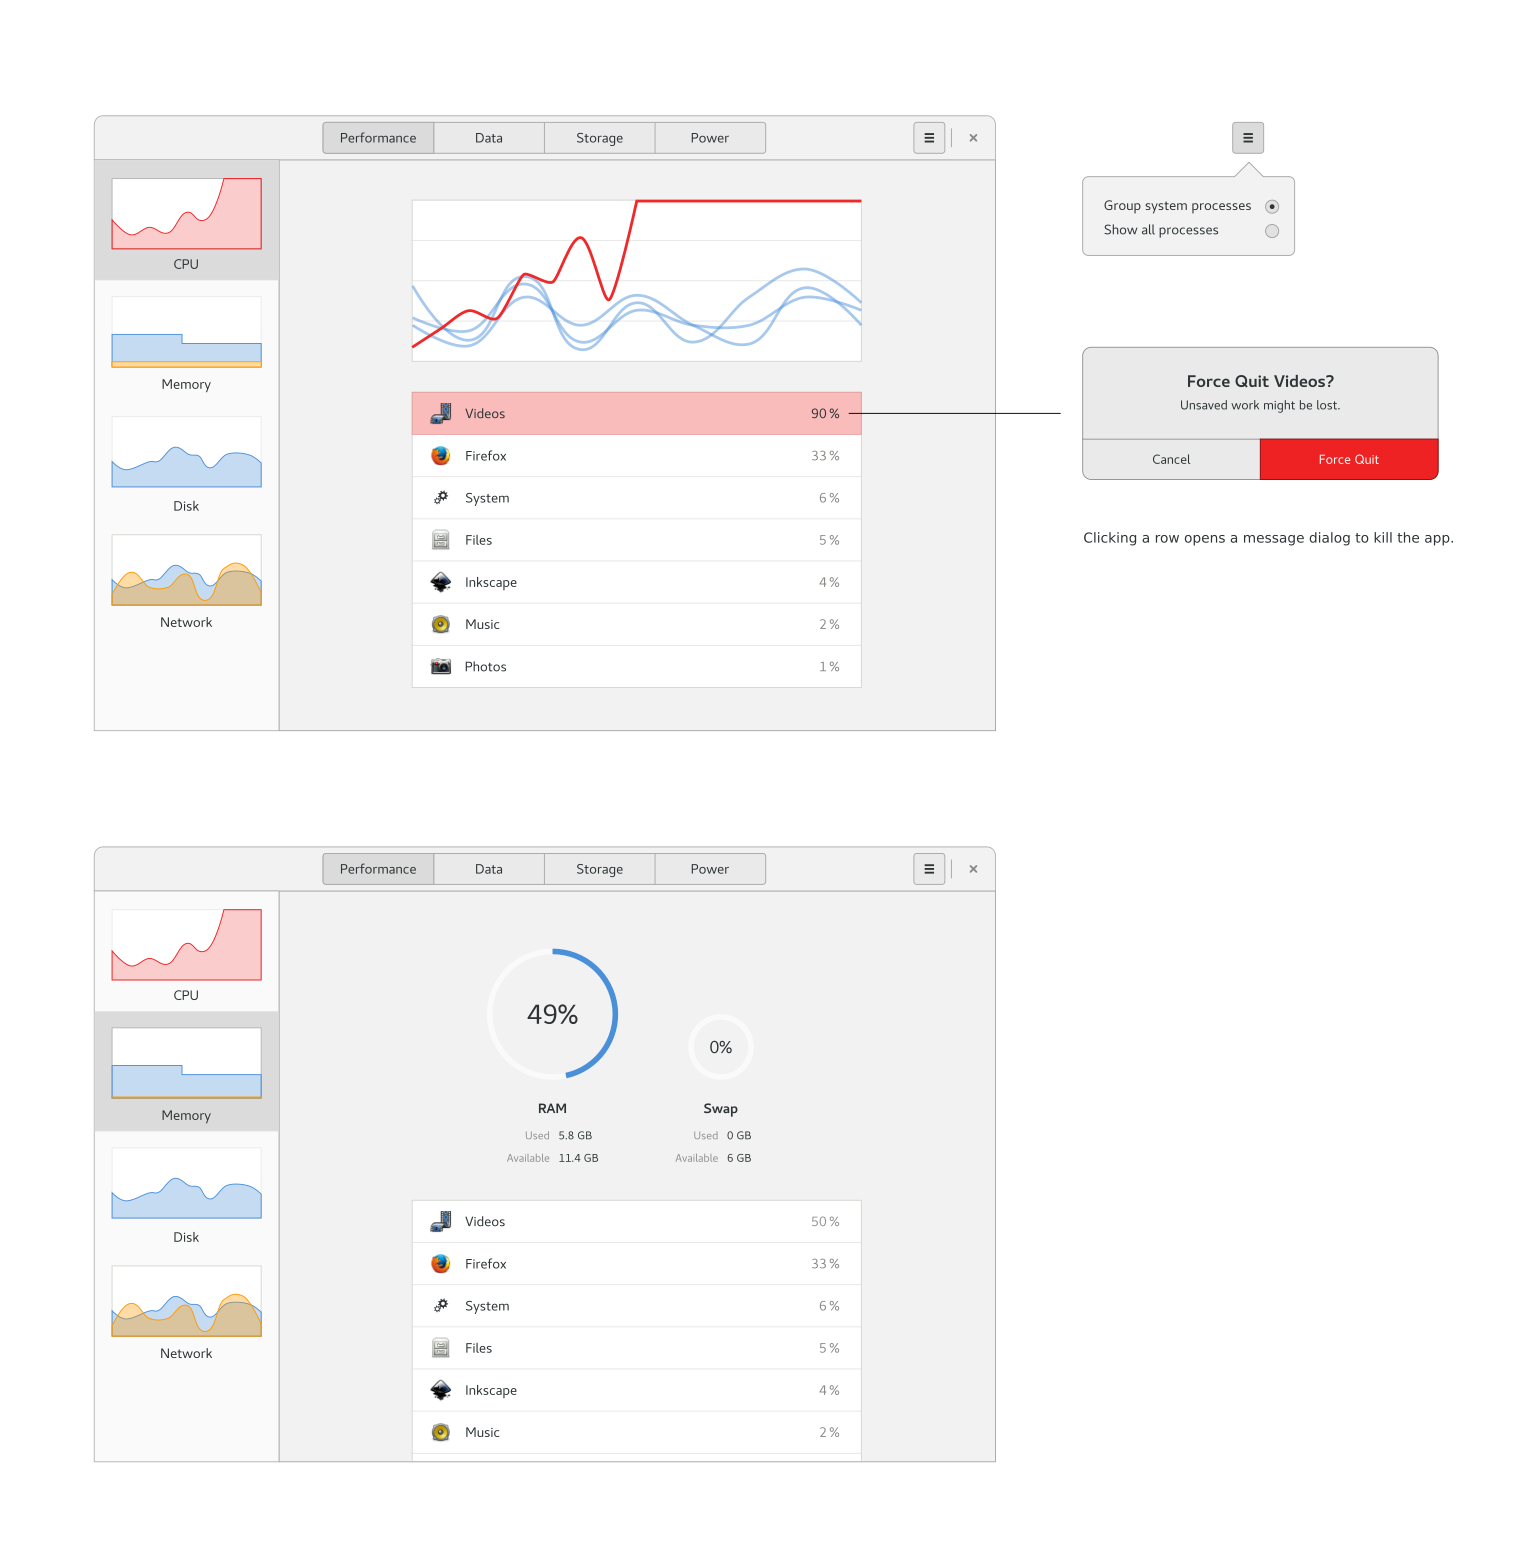 Performance Data Storage Power
CPU
Memory
Disk
Network
Videos 90 %
Firefox 33 %
System 6 %
Files 5 %
Inkscape 4 %
Music 2 %
Photos 1 %
Group system processes
Show all processes
Force Quit Videos?
Unsaved work might be lost.
Cancel Force Quit
Clicking a row opens a message dialog to kill the app.
Performance Data Storage Power
CPU
Memory
Disk
Network
49%
0%
RAM Swap
Used 5.8 GB Used 0 GB
Available 11.4 GB Available 6 GB
Videos 50 %
Firefox 33 %
System 6 %
Files 5 %
Inkscape 4 %
Music 2 %